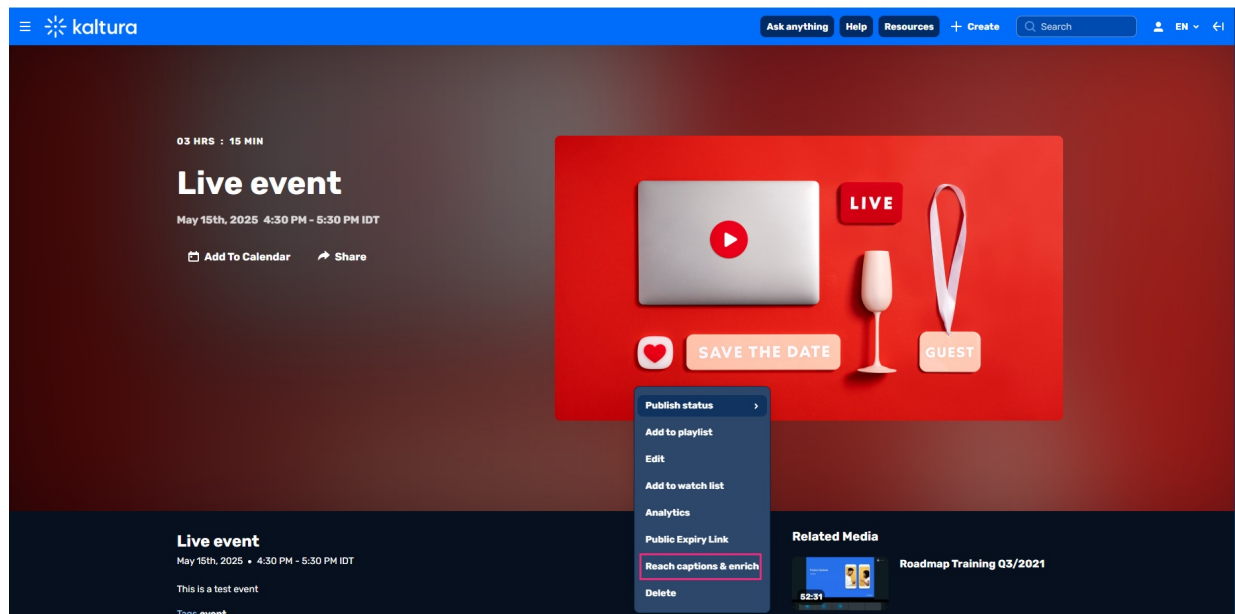 kaltura
Ask anything
Help
Resources
Create
Search
EN
03 HRS : 15 MIN
Live event
May 15th, 2025 4:30 PM - 5:30 PM IDT
Add To Calendar
Share
LIVE
SAVE THE DATE
GUEST
Publish status
Add to playlist
Edit
Add to watch list
Analytics
Public Expiry Link
Reach captions & enrich
Delete
Live event
May 15th, 2025 • 4:30 PM - 5:30 PM IDT
This is a test event
Tags event
Related Media
52:31
Roadmap Training Q3/2021